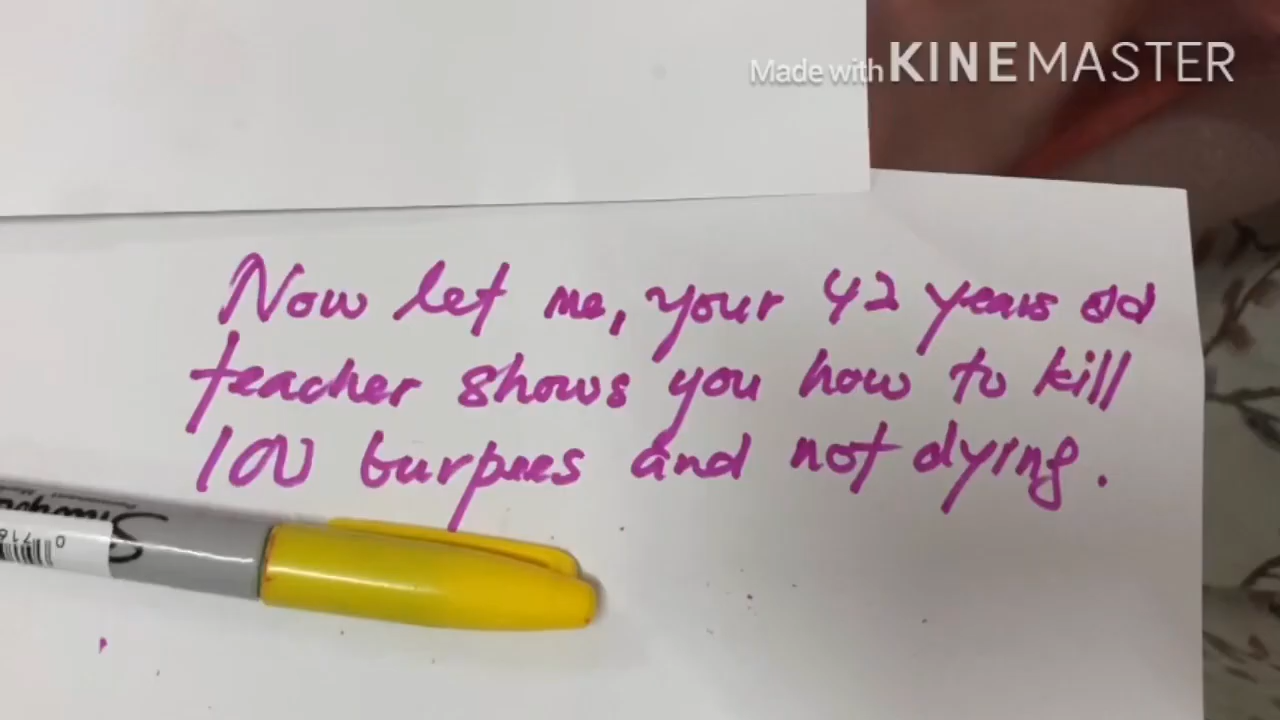 Made with KINEMASTER
Now let me, your 42 years old
teacher shows you how to kill
100 burpees and not dying.
Sharpie